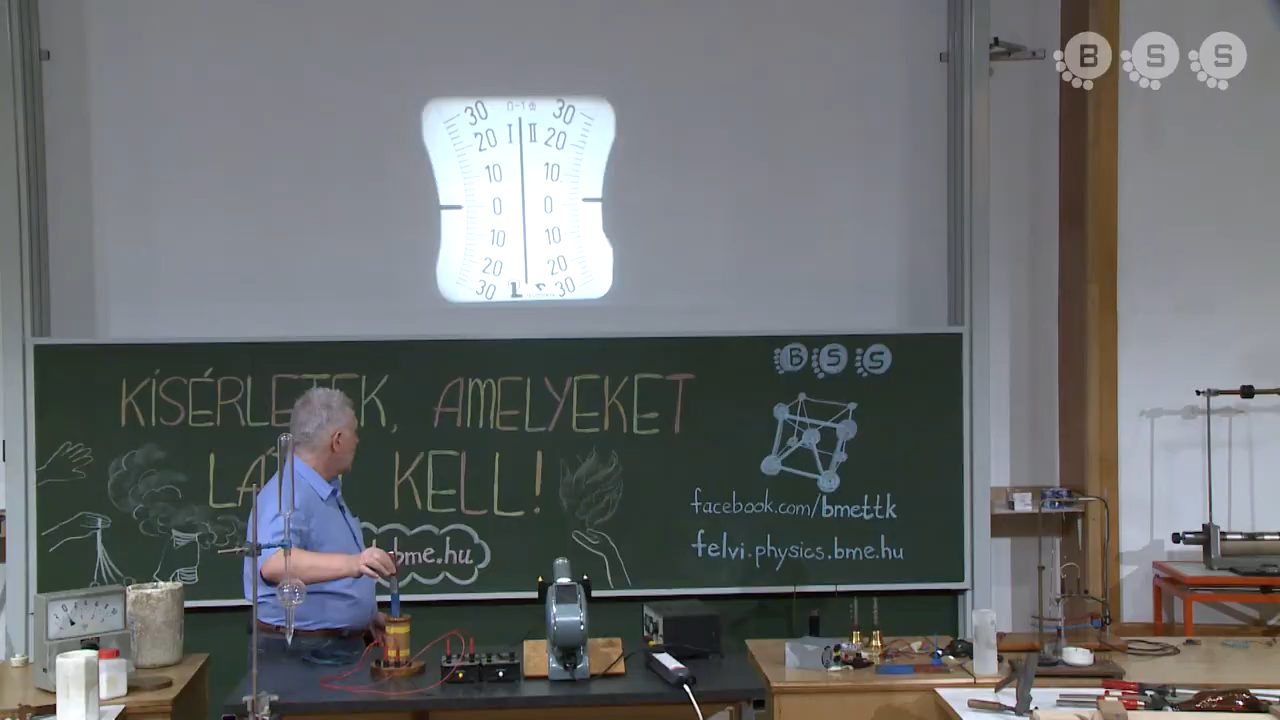 B S S
30 30
20 I II 20
10 10
0 0
10 10
20 20
30 30
B S S
KÍSÉRLETEK, AMELYEKET
KELL!
facebook.com/bmettk
bme.hu
felvi.physics.bme.hu